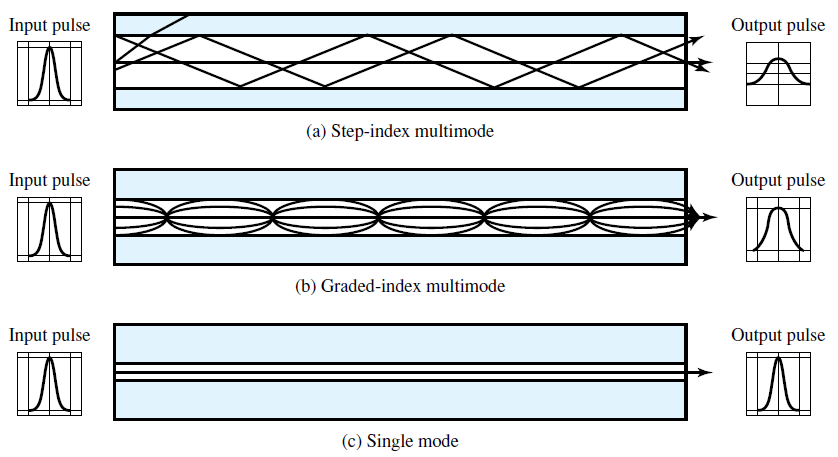 Input pulse
Output pulse
(a) Step-index multimode
Input pulse
Output pulse
(b) Graded-index multimode
Input pulse
Output pulse
(c) Single mode